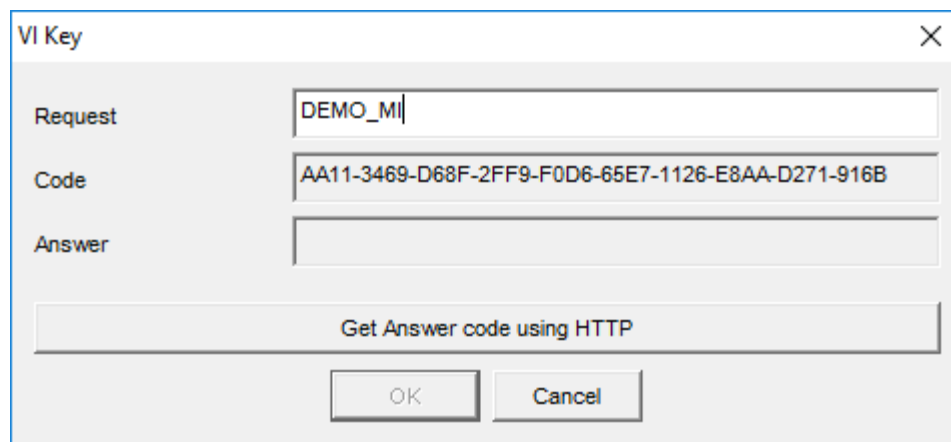 VI Key
Request DEMO_MI
Code AA11-3469-D68F-2FF9-F0D6-65E7-1126-E8AA-D271-916B
Answer
Get Answer code using HTTP
OK Cancel